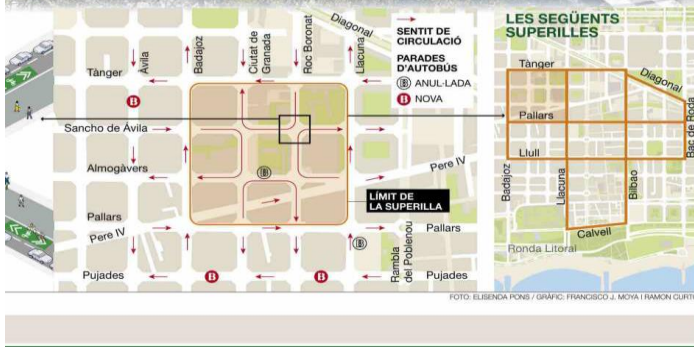 Tànger
Àvila
Badajoz
Ciutat de
Granada
Roc Boronat
Diagonal
Llacuna
Sancho de Ávila
Almogàvers
Pallars
Pere IV
Pujades
Pere IV
Pallars
Pujades
Rambla
del Poblenou
B
B
B
B
B
LÍMIT DE
LA SUPERILLA
SENTIT DE
CIRCULACIÓ
PARADES
D'AUTOBÚS
B ANUL·LADA
B NOVA
LES SEGÜENTS
SUPERILLES
Tànger
Diagonal
Pallars
Bac de Roda
Llull
Badajoz
Llacuna
Bilbao
Calvell
Ronda Litoral
FOTO: ELISENDA PONS / GRÀFIC: FRANCISCO J. MOYA I RAMON